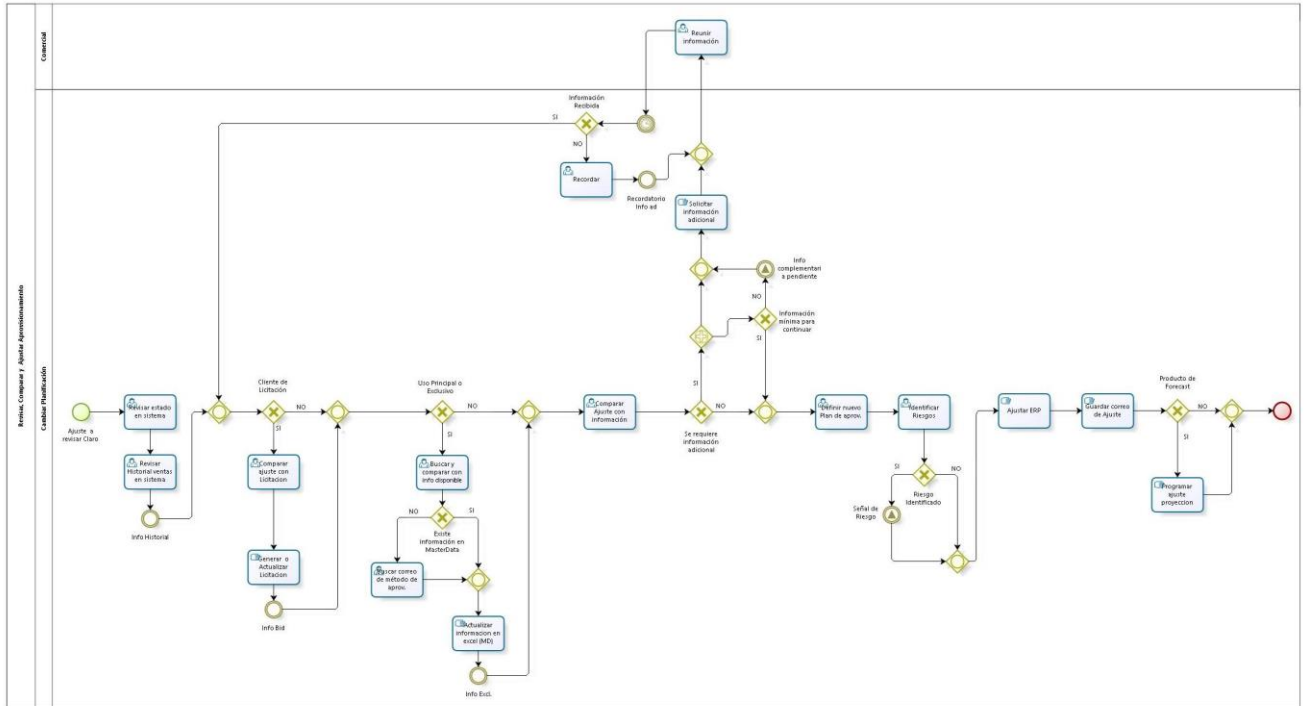 Revisar, Comparar y Ajustar Aprovisionamiento
Comercial
Cambiar Planificación
Reunir
información
Información
Recibida
SI
NO
Recordar
Recordatorio
Info ad
Solicitar
información
adicional
Info
complementari
a pendiente
NO
Información
mínima para
continuar
SI
SI
NO
Se requiere
información
adicional
Ajuste a
revisar Claro
Revisar estado
en sistema
Revisar
Historial ventas
en sistema
Info Historial
Cliente de
Licitación
NO
SI
Comparar
ajuste con
Licitacion
Generar o
Actualizar
Licitacion
Info Bid
Uso Principal o
Exclusivo
NO
SI
Buscar y
comparar con
info disponible
NO
SI
Existe
información en
MasterData
Buscar correo
de método de
aprov.
Actualizar
informacion en
excel (MD)
Info Excl.
Comparar
Ajuste con
información
Definir nuevo
Plan de aprov.
Identificar
Riesgos
SI
NO
Riesgo
Identificado
Señal de
Riesgo
Ajustar ERP
Guardar correo
de Ajuste
Producto de
Forecast
NO
SI
Programar
ajuste
proyeccion